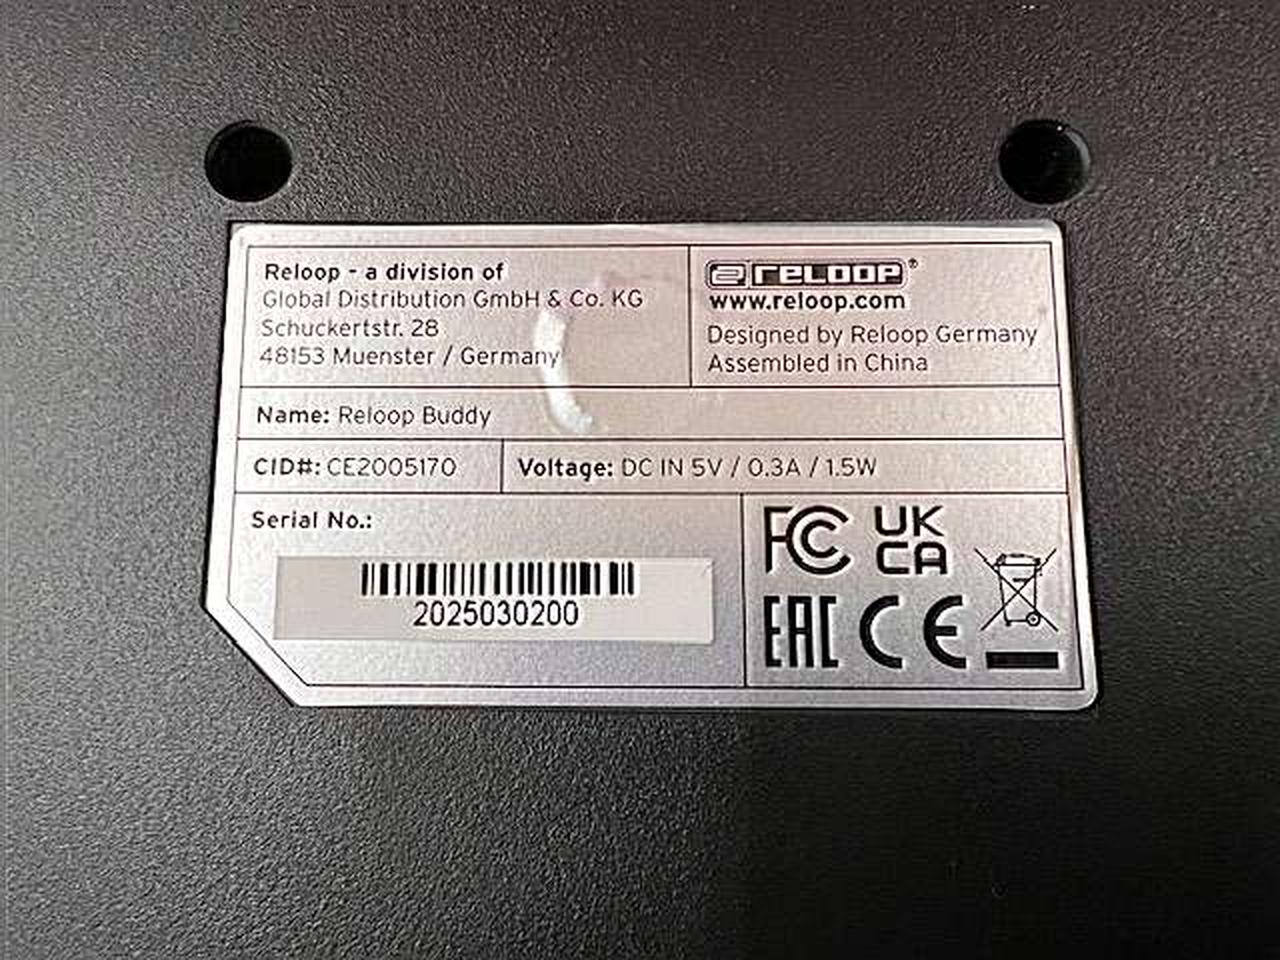 Reloop - a division of
Global Distribution GmbH & Co. KG
Schuckertstr. 28
48153 Muenster / Germany
RELOOP®
www.reloop.com
Designed by Reloop Germany
Assembled in China
Name: Reloop Buddy
CID#: CE2005170
Voltage: DC IN 5V / 0.3A / 1.5W
Serial No.:
2025030200
FC
UK
CA
EAC
CE